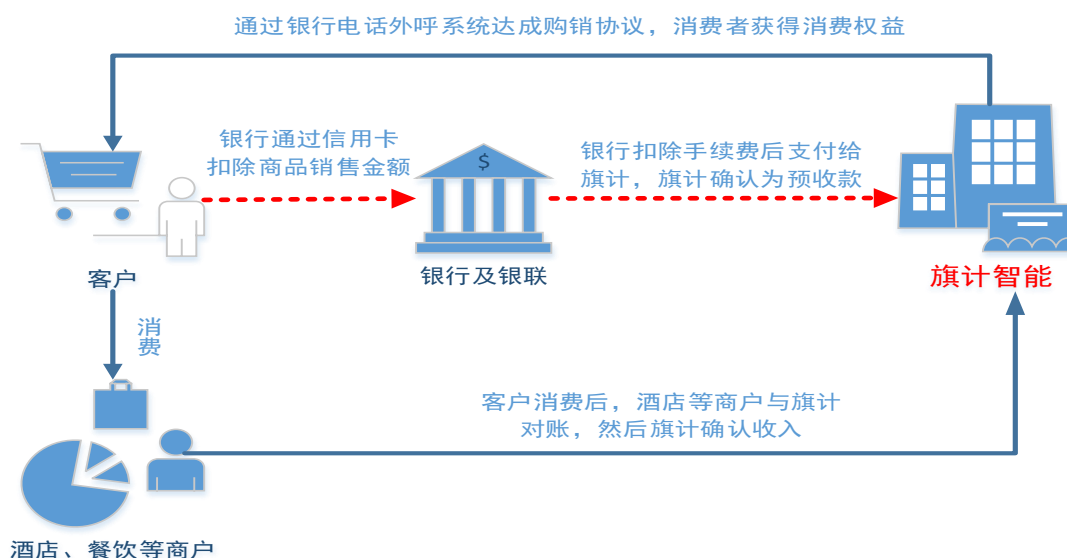 通过银行电话外呼系统达成购销协议，消费者获得消费权益
银行通过信用卡
扣除商品销售金额
银行扣除手续费后支付给
旗计，旗计确认为预收款
$
客户
银行及银联
旗计智能
消
费
客户消费后，酒店等商户与旗计
对账，然后旗计确认收入
酒店、餐饮等商户